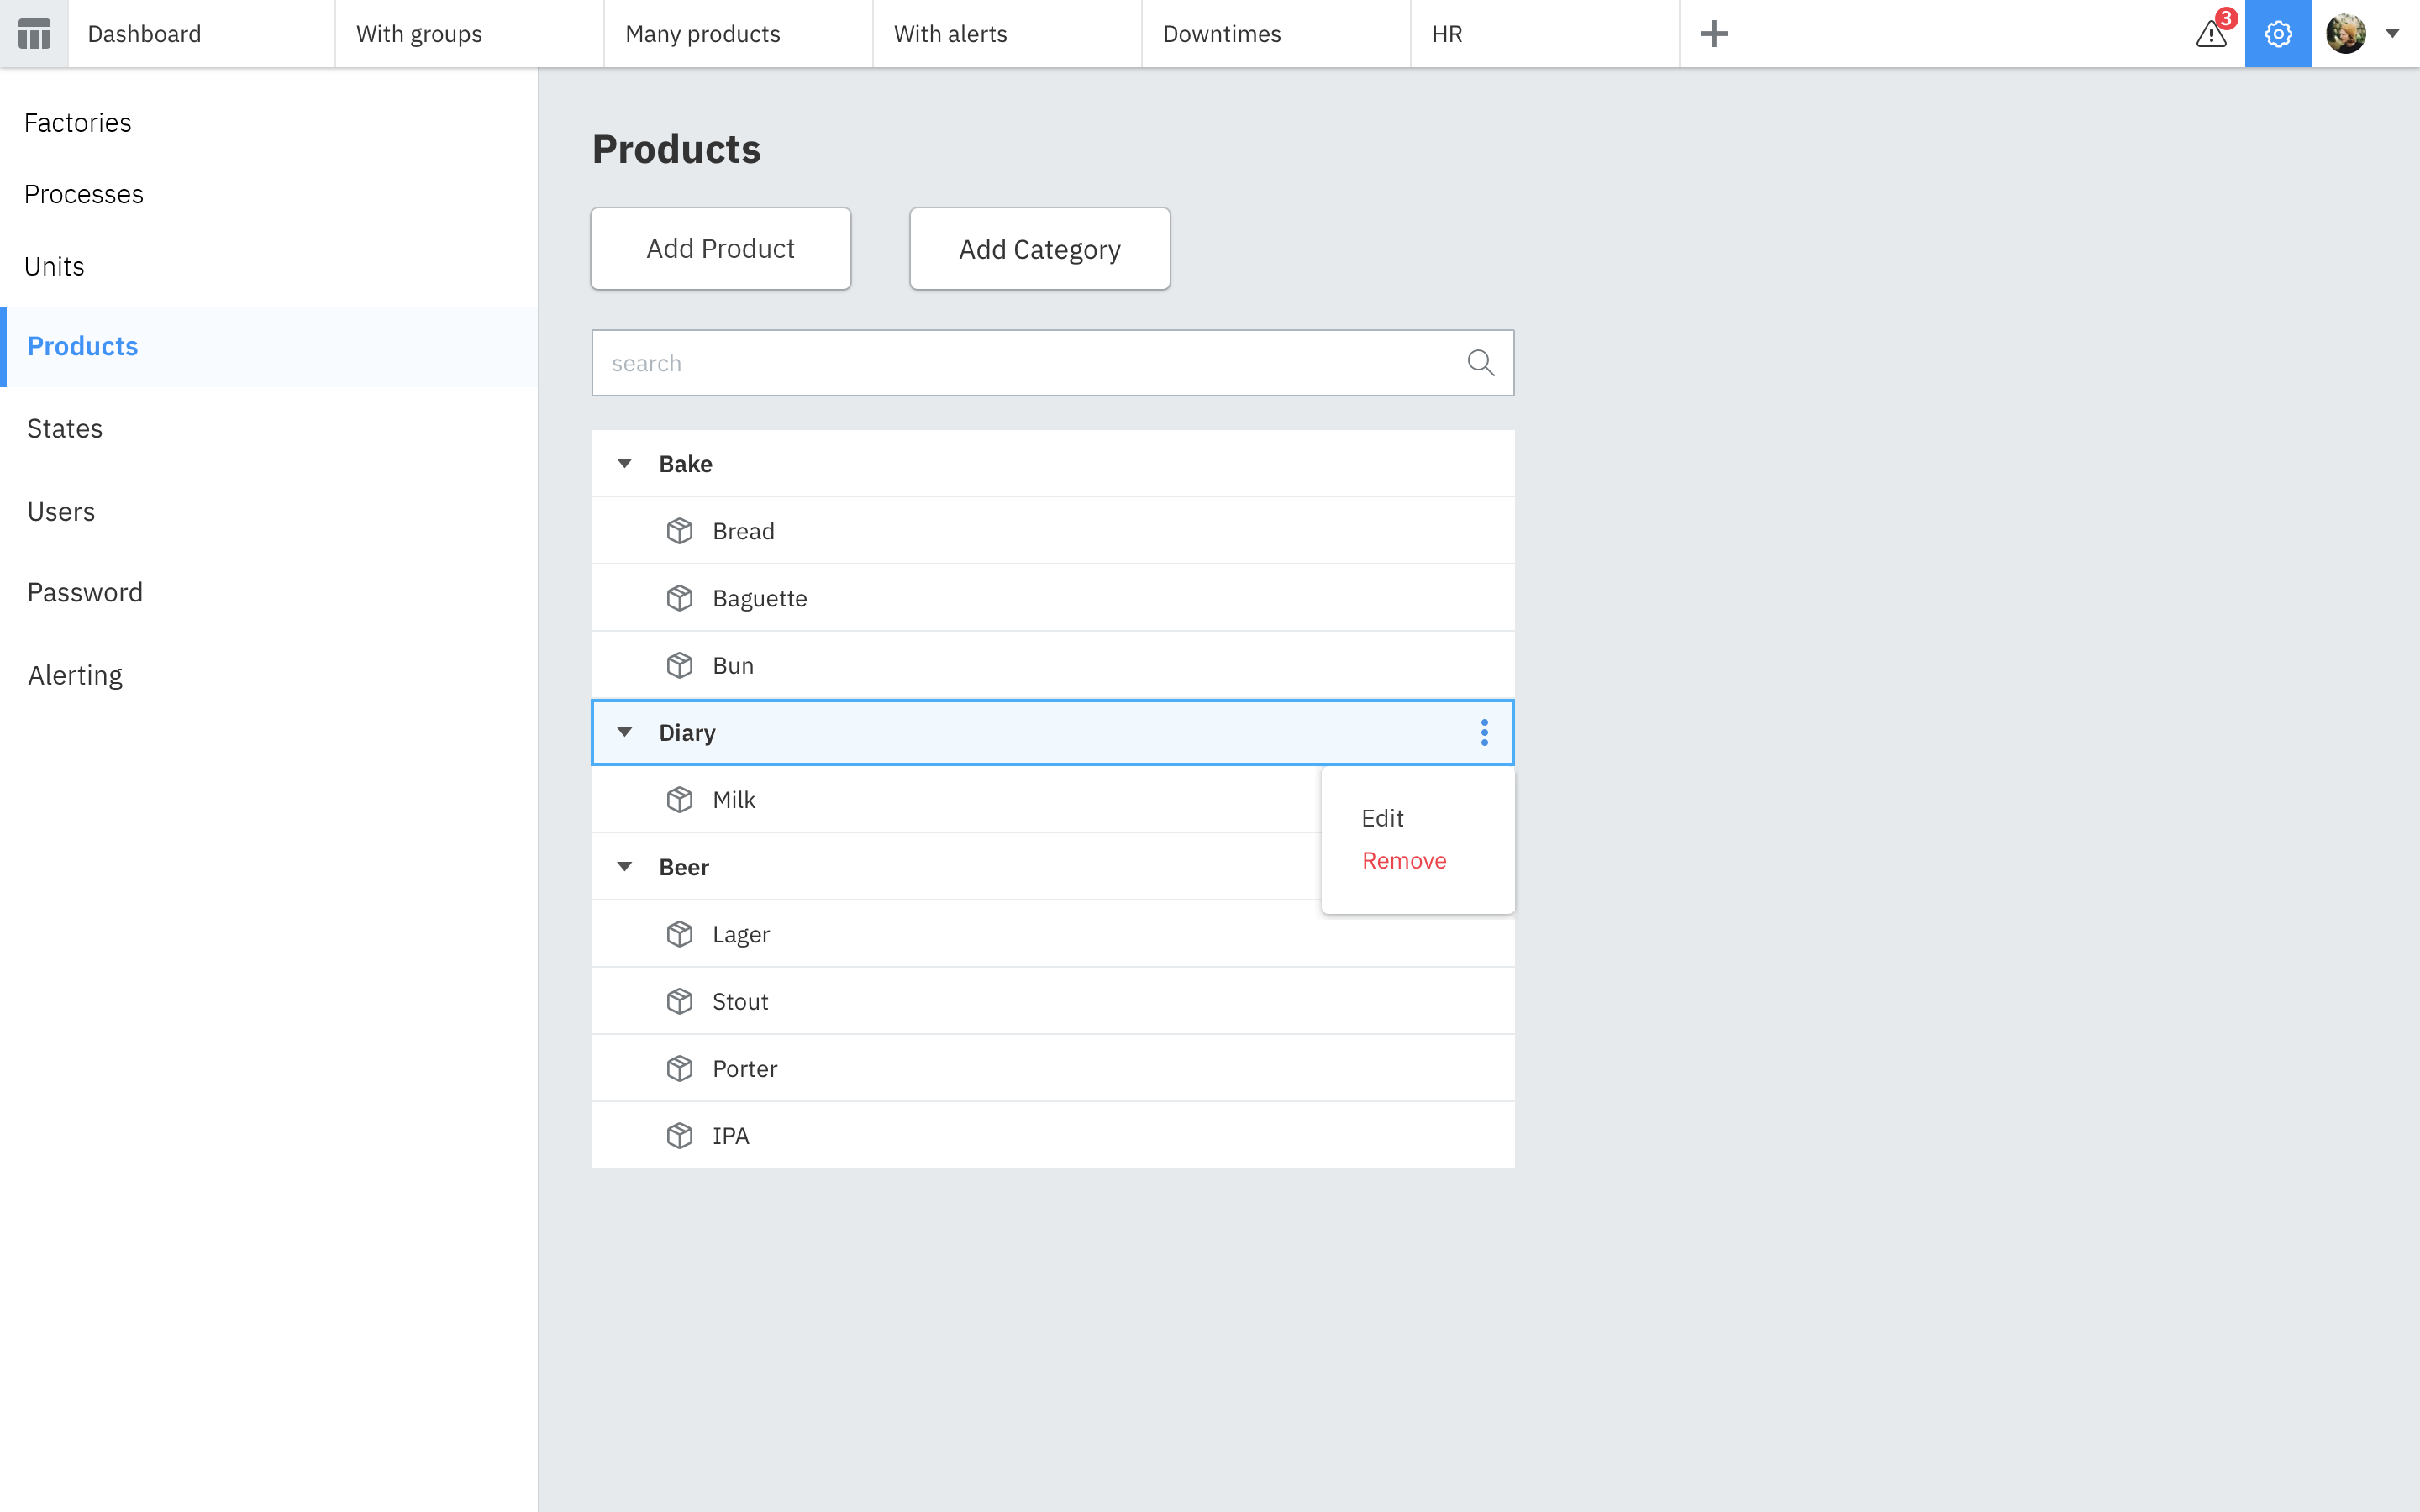 Dashboard
With groups
Many products
With alerts
Downtimes
HR
3
Factories
Processes
Units
Products
States
Users
Password
Alerting
Products
Add Product
Add Category
search
Bake
Bread
Baguette
Bun
Diary
Milk
Edit
Remove
Beer
Lager
Stout
Porter
IPA